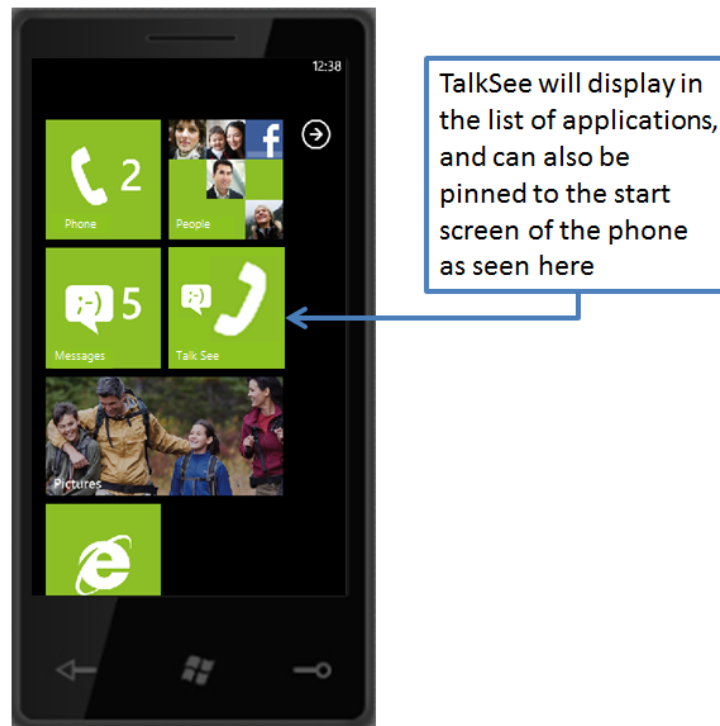 12:38
2
Phone
People
f
;-) 5
Messages
;-)
Talk See
Pictures
e
TalkSee will display in
the list of applications,
and can also be
pinned to the start
screen of the phone
as seen here